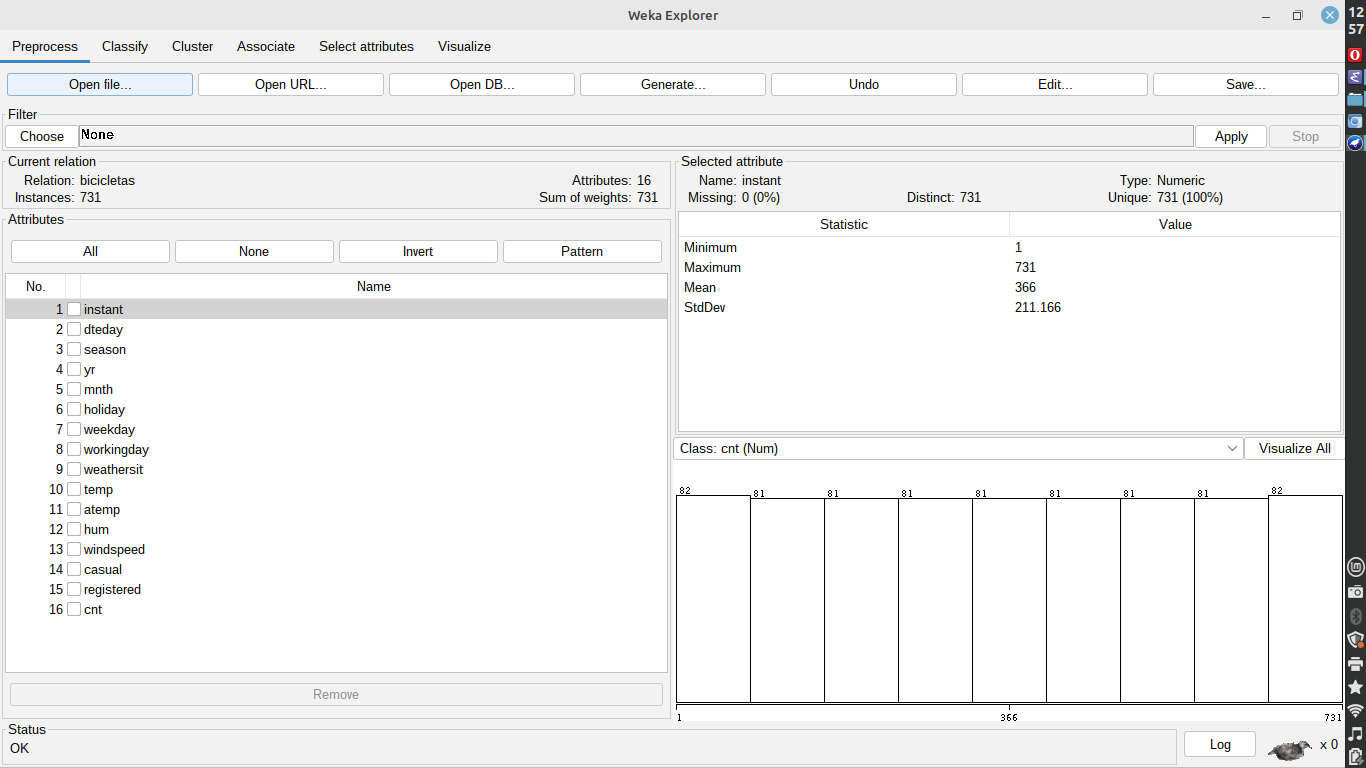 Weka Explorer
12
57
Preprocess Classify Cluster Associate Select attributes Visualize
Open file... Open URL... Open DB... Generate... Undo Edit... Save...
Filter
Choose None Apply Stop
Current relation
Relation: bicicletas Attributes: 16
Instances: 731 Sum of weights: 731
Selected attribute
Name: instant Type: Numeric
Missing: 0 (0%) Distinct: 731 Unique: 731 (100%)
Statistic Value
Minimum 1
Maximum 731
Mean 366
StdDev 211.166
Attributes
All None Invert Pattern
No. Name
1 instant
2 dteday
3 season
4 yr
5 mnth
6 holiday
7 weekday
8 workingday
9 weathersit
10 temp
11 atemp
12 hum
13 windspeed
14 casual
15 registered
16 cnt
Remove
Class: cnt (Num) Visualize All
82 81 81 81 81 81 81 81 82
1 366 731
Status
OK
Log x 0